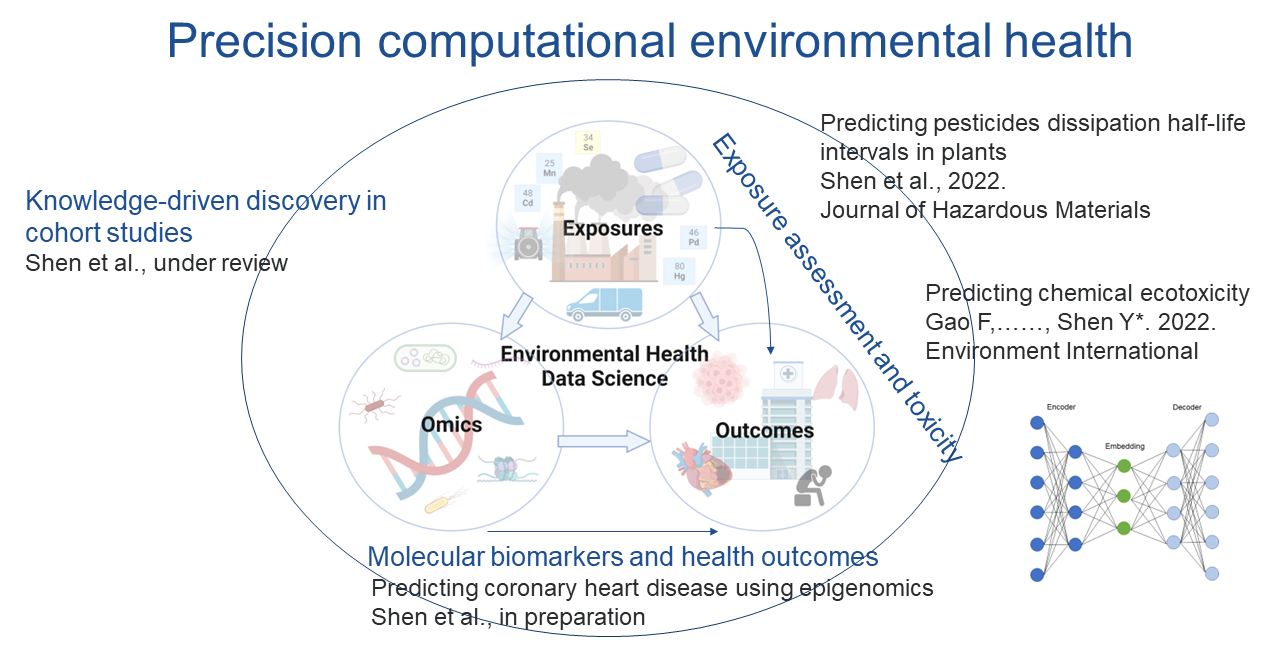 Precision computational environmental health
Knowledge-driven discovery in
cohort studies
Shen et al., under review
34
Se
25
Mn
48
Cd
Exposures
46
Pd
80
Hg
Exposure assessment and toxicity
Predicting pesticides dissipation half-life
intervals in plants
Shen et al., 2022.
Journal of Hazardous Materials
Predicting chemical ecotoxicity
Gao F,……, Shen Y*. 2022.
Environment International
Environmental Health
Data Science
Omics
Outcomes
Encoder
Decoder
Embedding
Molecular biomarkers and health outcomes
Predicting coronary heart disease using epigenomics
Shen et al., in preparation